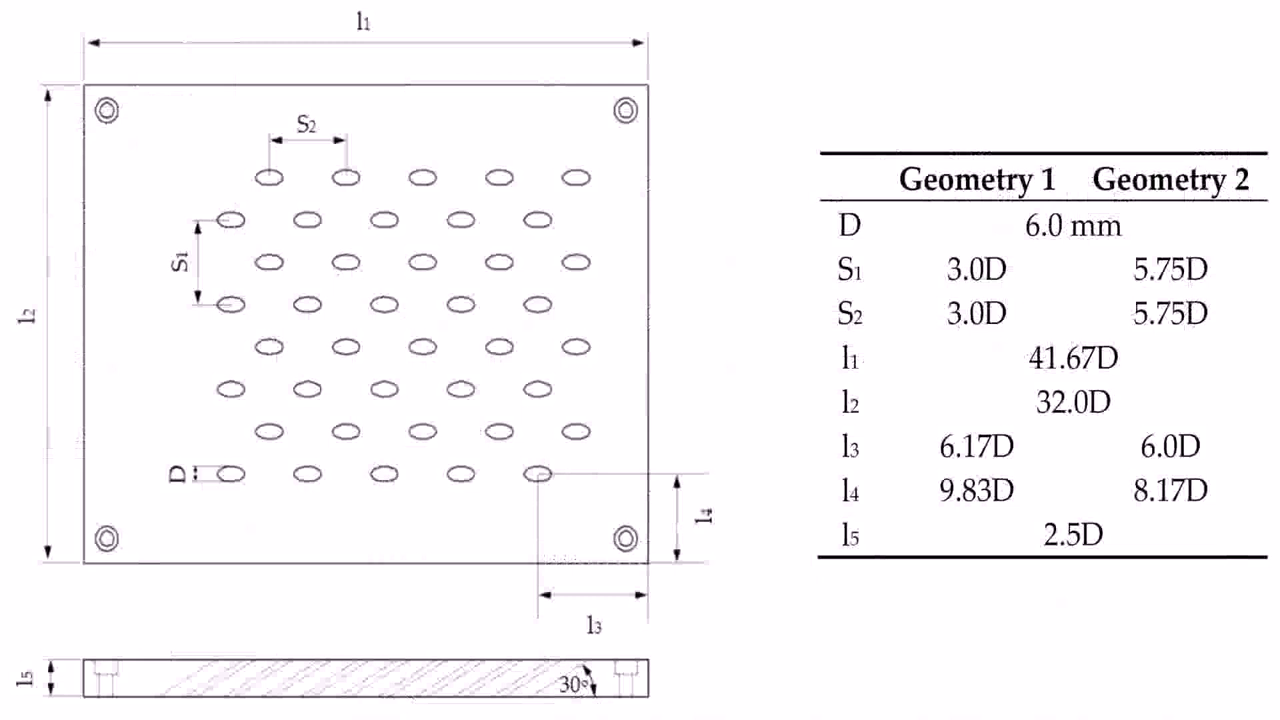 l1
S2
S1
l2
D
l4
l3
l5
30°
Geometry 1 Geometry 2
D 6.0 mm
S1 3.0D 5.75D
S2 3.0D 5.75D
l1 41.67D
l2 32.0D
l3 6.17D 6.0D
l4 9.83D 8.17D
l5 2.5D